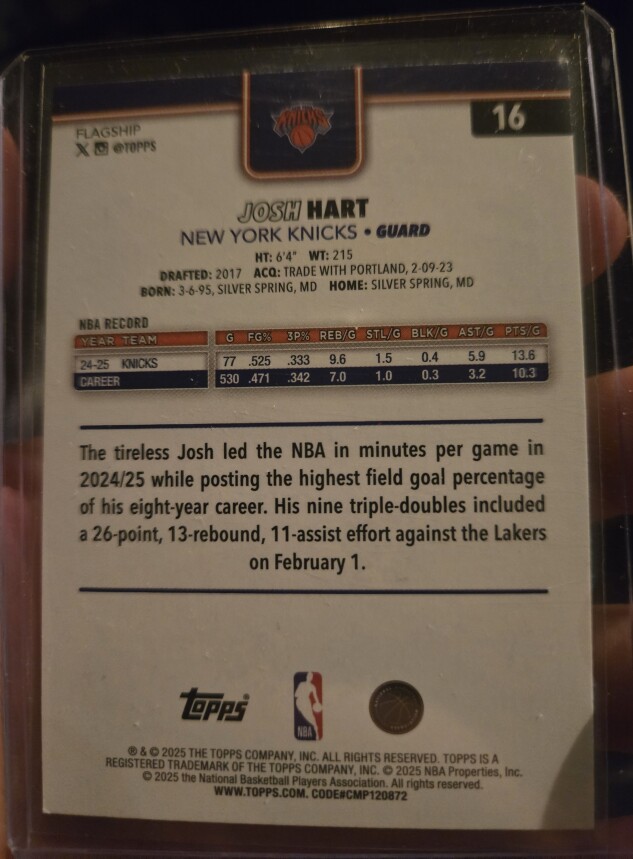 FLAGSHIP
X @TOPPS
KNICKS
16
JOSH HART
NEW YORK KNICKS • GUARD
HT: 6'4" WT: 215
DRAFTED: 2017 ACQ: TRADE WITH PORTLAND, 2-09-23
BORN: 3-6-95, SILVER SPRING, MD HOME: SILVER SPRING, MD
NBA RECORD
YEAR TEAM G FG% 3P% REB/G STL/G BLK/G AST/G PTS/G
24-25 KNICKS 77 .525 .333 9.6 1.5 0.4 5.9 13.6
CAREER 530 .471 .342 7.0 1.0 0.3 3.2 10.3
The tireless Josh led the NBA in minutes per game in
2024/25 while posting the highest field goal percentage
of his eight-year career. His nine triple-doubles included
a 26-point, 13-rebound, 11-assist effort against the Lakers
on February 1.
Topps®
NBA
® & © 2025 THE TOPPS COMPANY, INC. ALL RIGHTS RESERVED. TOPPS IS A
REGISTERED TRADEMARK OF THE TOPPS COMPANY, INC. © 2025 NBA Properties, Inc.
© 2025 the National Basketball Players Association. All rights reserved.
WWW.TOPPS.COM. CODE#CMP120872